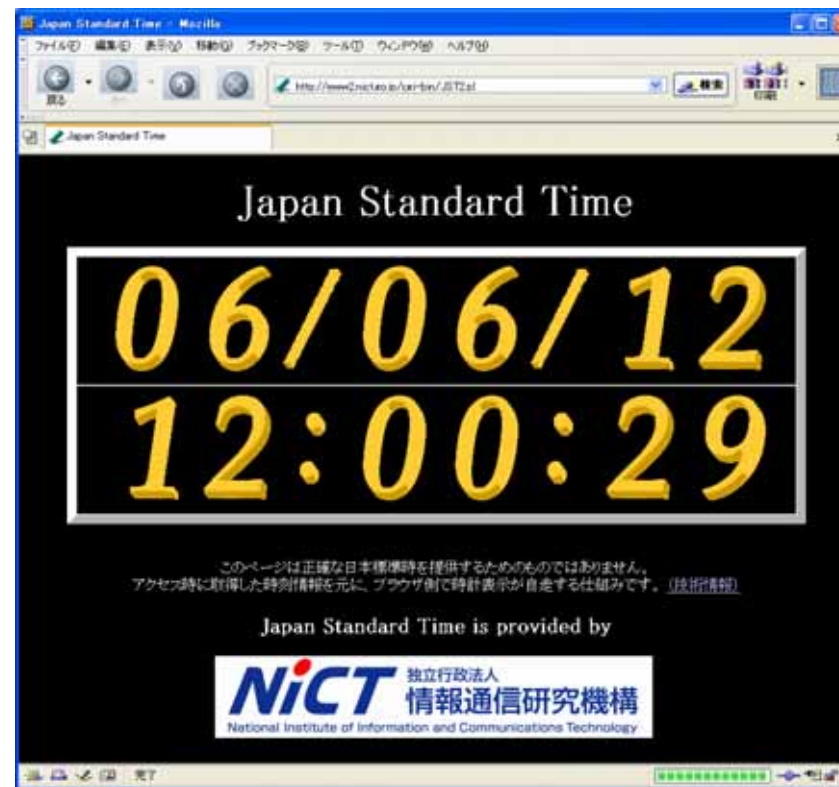 Japan Standard Time - Mozilla
ファイル(F) 編集(E) 表示(V) 移動(G) ブックマーク(B) ツール(T) ウィンドウ(W) ヘルプ(H)
戻る
検索
印刷
Japan Standard Time
Japan Standard Time
06/06/12
12:00:29
このページは正確な日本標準時を提供するためのものではありません。
アクセス時に取得した時刻情報を元に、ブラウザ側で時計表示が自走する仕組みです。(技術情報)
Japan Standard Time is provided by
NiCT 独立行政法人
情報通信研究機構
National Institute of Information and Communications Technology
完了